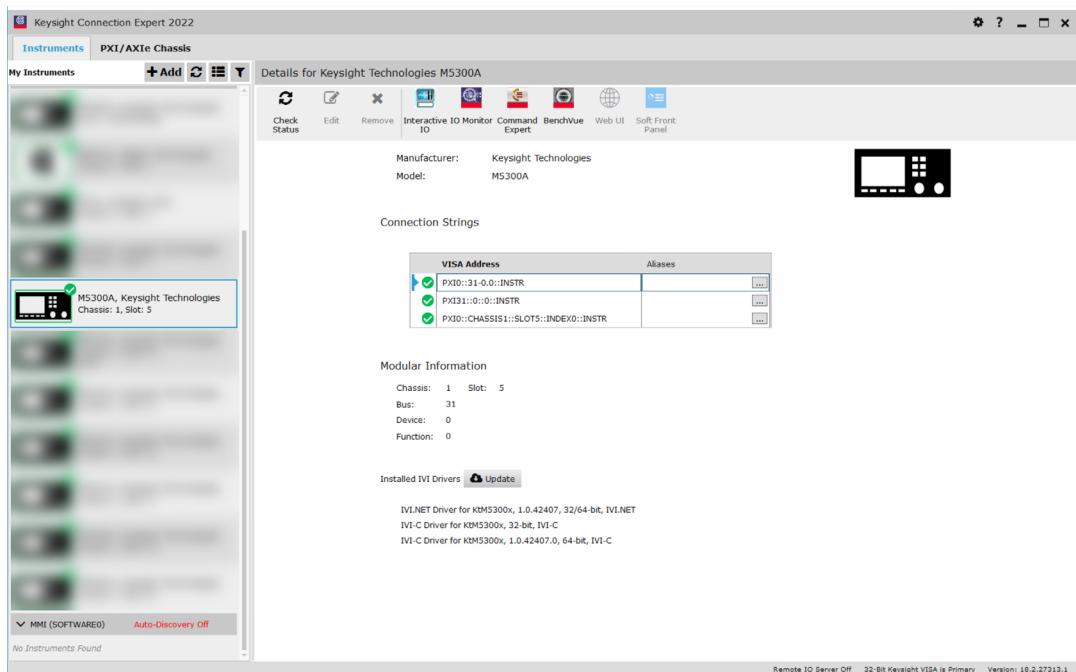 Keysight Connection Expert 2022
?
Instruments PXI/AXIe Chassis
My Instruments
+Add
Details for Keysight Technologies M5300A
Check Status
Edit
Remove
Interactive IO
IO Monitor
Command Expert
BenchVue
Web UI
Soft Front Panel
Manufacturer: Keysight Technologies
Model: M5300A
Connection Strings
VISA Address Aliases
PXI0::31-0.0::INSTR ...
PXI31::0::0::INSTR ...
PXI0::CHASSIS1::SLOT5::INDEX0::INSTR ...
M5300A, Keysight Technologies
Chassis: 1, Slot: 5
Modular Information
Chassis: 1 Slot: 5
Bus: 31
Device: 0
Function: 0
Installed IVI Drivers Update
IVI.NET Driver for KtM5300x, 1.0.42407, 32/64-bit, IVI.NET
IVI-C Driver for KtM5300x, 32-bit, IVI-C
IVI-C Driver for KtM5300x, 1.0.42407.0, 64-bit, IVI-C
MMI (SOFTWARE0) Auto-Discovery Off
No Instruments Found
Remote IO Server Off 32-Bit Keysight VISA is Primary Version: 18.2.27313.1